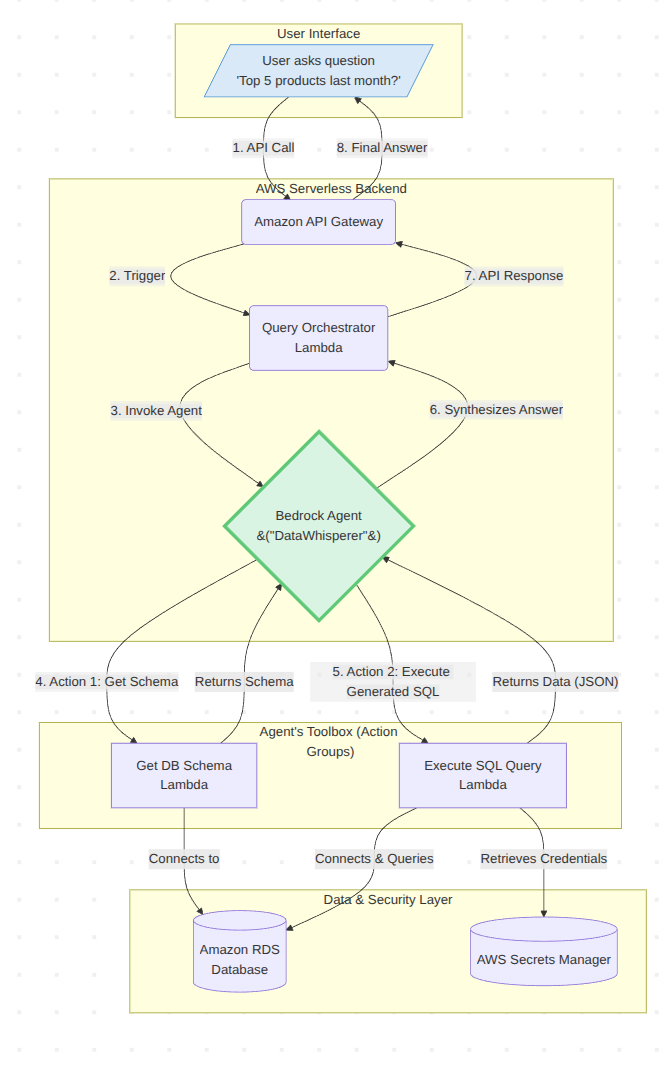 User Interface
User asks question
'Top 5 products last month?'
1. API Call
8. Final Answer
AWS Serverless Backend
Amazon API Gateway
2. Trigger
7. API Response
Query Orchestrator
Lambda
3. Invoke Agent
6. Synthesizes Answer
Bedrock Agent
&("DataWhisperer"&)
4. Action 1: Get Schema
Returns Schema
5. Action 2: Execute
Generated SQL
Returns Data (JSON)
Agent's Toolbox (Action
Groups)
Get DB Schema
Lambda
Execute SQL Query
Lambda
Connects to
Connects & Queries
Retrieves Credentials
Data & Security Layer
Amazon RDS
Database
AWS Secrets Manager